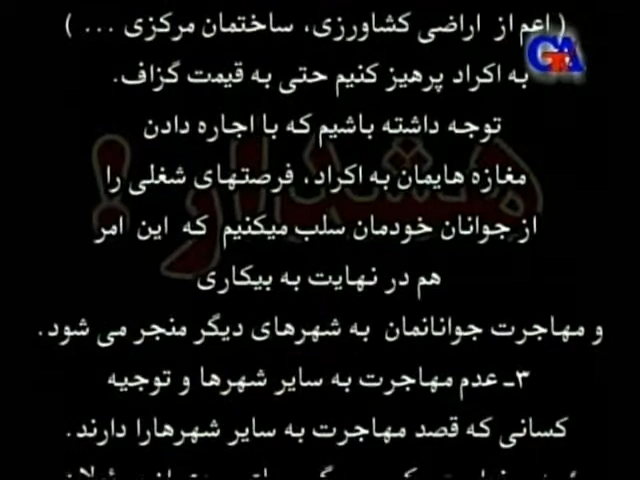 ( اعم از اراضی کشاورزی، ساختمان مرکزی ... )
به اکراد پرهیز کنیم حتی به قیمت گزاف.
توجه داشته باشیم که با اجاره دادن
مغازه هایمان به اکراد، فرصتهای شغلی را
از جوانان خودمان سلب میکنیم که این امر
هم در نهایت به بیکاری
و مهاجرت جوانانمان به شهرهای دیگر منجر می شود.
۳ـ عدم مهاجرت به سایر شهرها و توجیه
کسانی که قصد مهاجرت به سایر شهرهارا دارند.
هشدار!